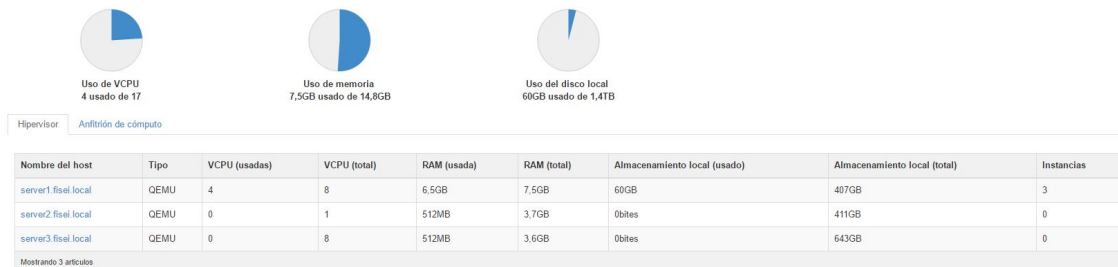 Uso de VCPU
4 usado de 17
Uso de memoria
7,5GB usado de 14,8GB
Uso del disco local
60GB usado de 1,4TB
Hipervisor Anfitrión de cómputo
Nombre del host Tipo VCPU (usadas) VCPU (total) RAM (usada) RAM (total) Almacenamiento local (usado) Almacenamiento local (total) Instancias
server1.fisei.local QEMU 4 8 6,5GB 7,5GB 60GB 407GB 3
server2.fisei.local QEMU 0 1 512MB 3,7GB 0bites 411GB 0
server3.fisei.local QEMU 0 8 512MB 3,6GB 0bites 643GB 0
Mostrando 3 artículos